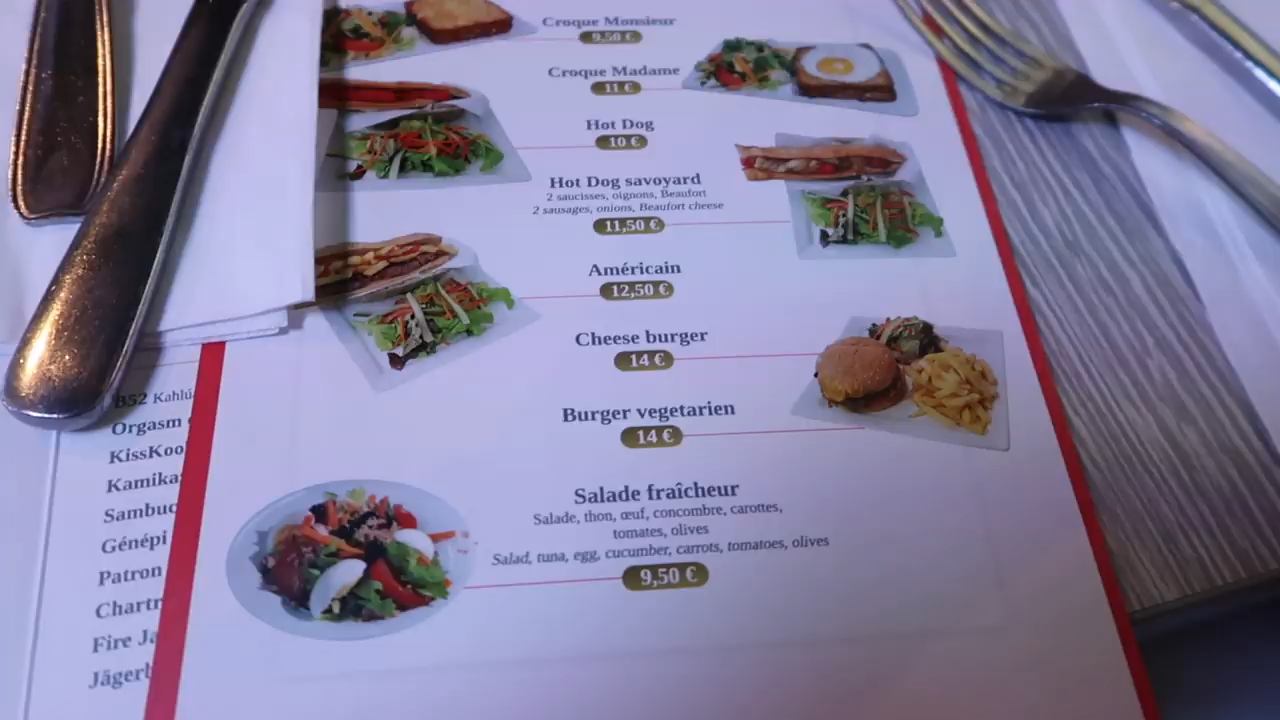 Croque Monsieur
9,50 €
Croque Madame
11 €
Hot Dog
10 €
Hot Dog savoyard
2 saucisses, oignons, Beaufort
2 sausages, onions, Beaufort cheese
11,50 €
Américain
12,50 €
Cheese burger
14 €
Burger vegetarien
14 €
Salade fraîcheur
Salade, thon, œuf, concombre, carottes,
tomates, olives
Salad, tuna, egg, cucumber, carrots, tomatoes, olives
9,50 €
B52
Orgasm
Génépi
Patron
Fire